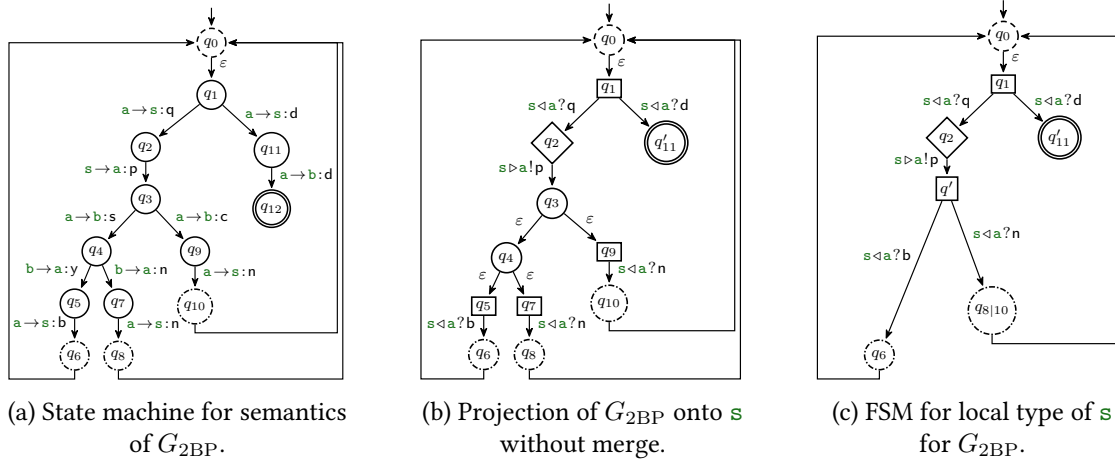 q0
ε
q1
a→s:q
a→s:d
q2
q11
s→a:p
a→b:d
q3
q12
a→b:s
a→b:c
q4
q9
b→a:y
b→a:n
a→s:n
q5
q7
q10
a→s:b
a→s:n
q6
q8
(a) State machine for semantics
of G2BP.
q0
ε
q1
s◁a?q
s◁a?d
q2
q′11
s▷a!p
q3
ε
ε
q4
q9
ε
ε
s◁a?n
q5
q7
q10
s◁a?b
s◁a?n
q6
q8
(b) Projection of G2BP onto s
without merge.
q0
ε
q1
s◁a?q
s◁a?d
q2
q′11
s▷a!p
q′
s◁a?b
s◁a?n
q8|10
q6
(c) FSM for local type of s
for G2BP.